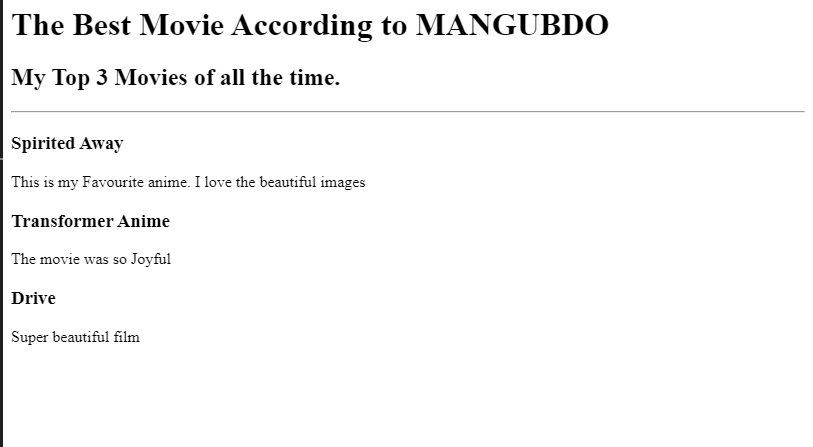 The Best Movie According to MANGUBDO
My Top 3 Movies of all the time.
Spirited Away
This is my Favourite anime. I love the beautiful images
Transformer Anime
The movie was so Joyful
Drive
Super beautiful film